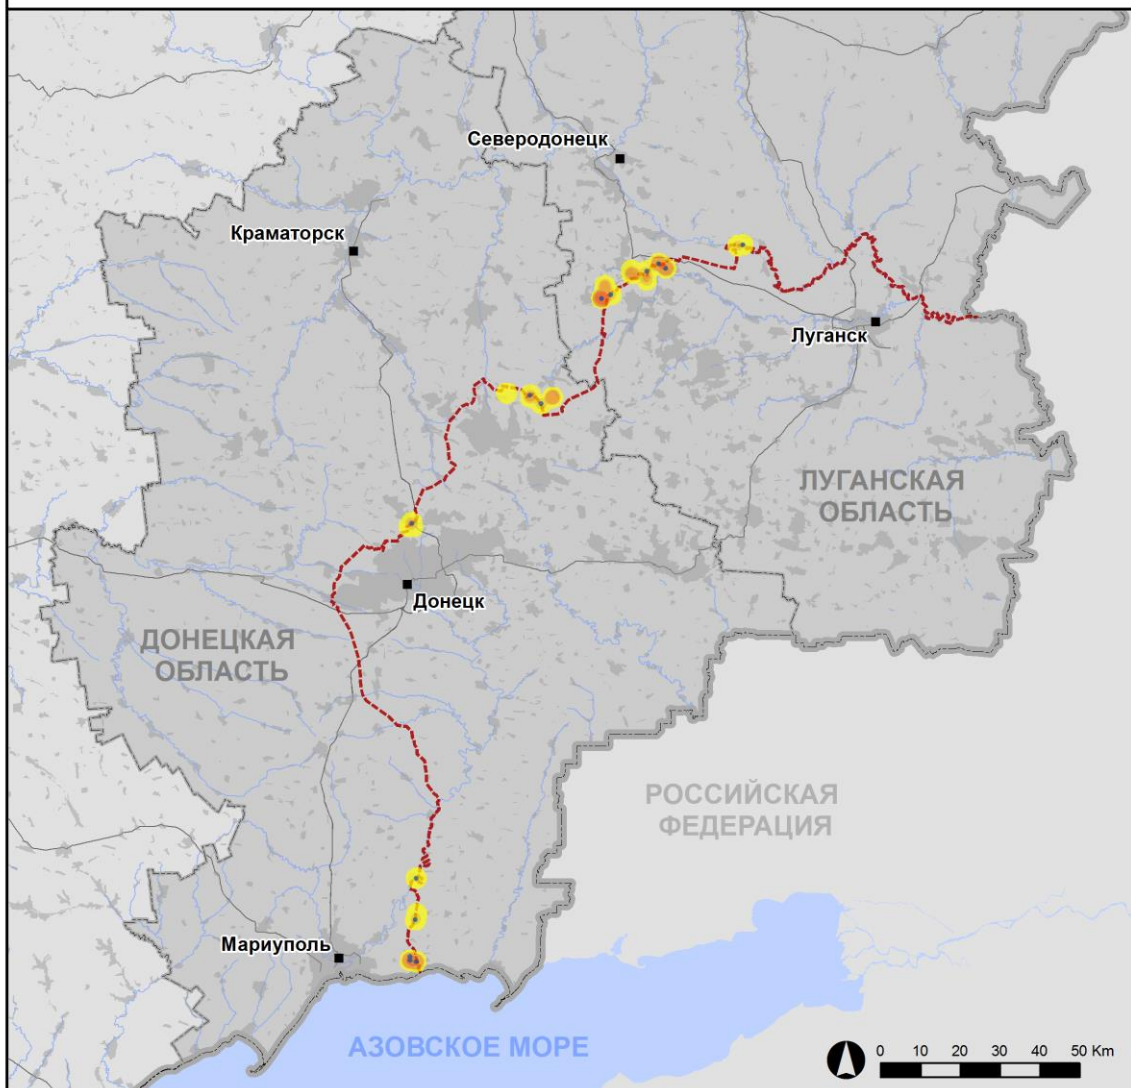 Северодонецк
Краматорск
Луганск
ЛУГАНСКАЯ
ОБЛАСТЬ
Донецк
ДОНЕЦКАЯ
ОБЛАСТЬ
РОССИЙСКАЯ
ФЕДЕРАЦИЯ
Мариуполь
АЗОВСКОЕ МОРЕ
0 10 20 30 40 50 Km